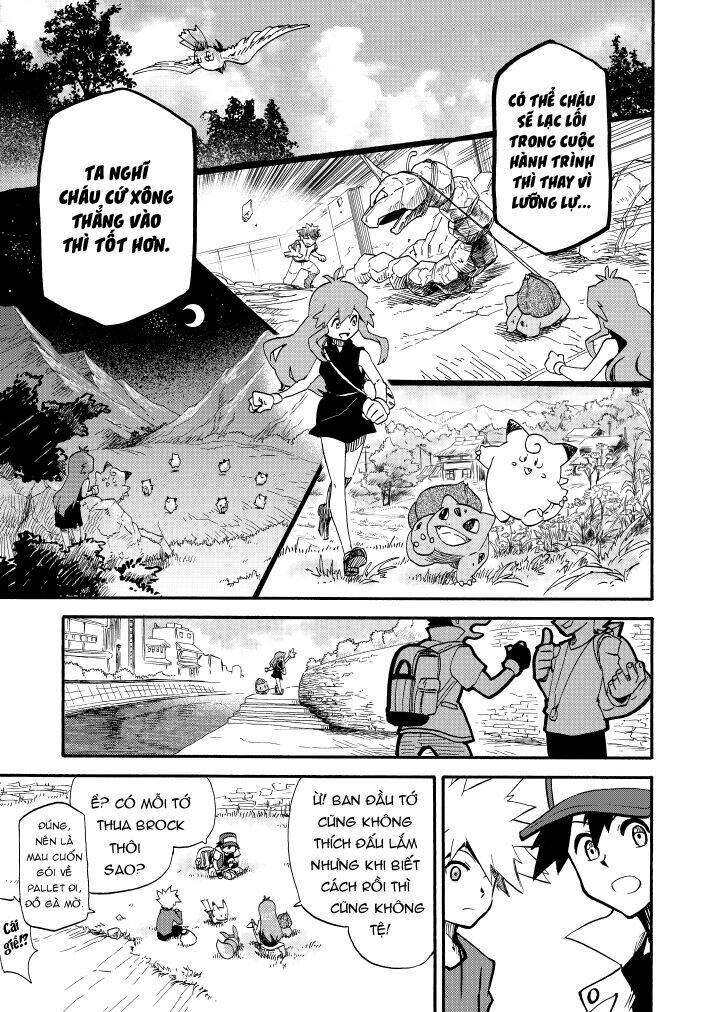 CÓ THỂ CHÁU
SẼ LẠC LỐI
TRONG CUỘC
HÀNH TRÌNH
THÌ THAY VÌ
LƯỠNG LỰ...
TA NGHĨ
CHÁU CỨ XÔNG
THẲNG VÀO
THÌ TỐT HƠN.
Ừ! BAN ĐẦU TỚ
CŨNG KHÔNG
THÍCH ĐẤU LẮM
NHƯNG KHI BIẾT
CÁCH RỒI THÌ
CŨNG KHÔNG
TỆ!
Ề? CÓ MỖI TỚ
THUA BROCK
THÔI
SAO?
ĐÚNG,
NÊN LÀ
MAU CUỐN
GÓI VỀ
PALLET ĐI,
ĐỒ GÀ MỜ.
Cái
giề!?